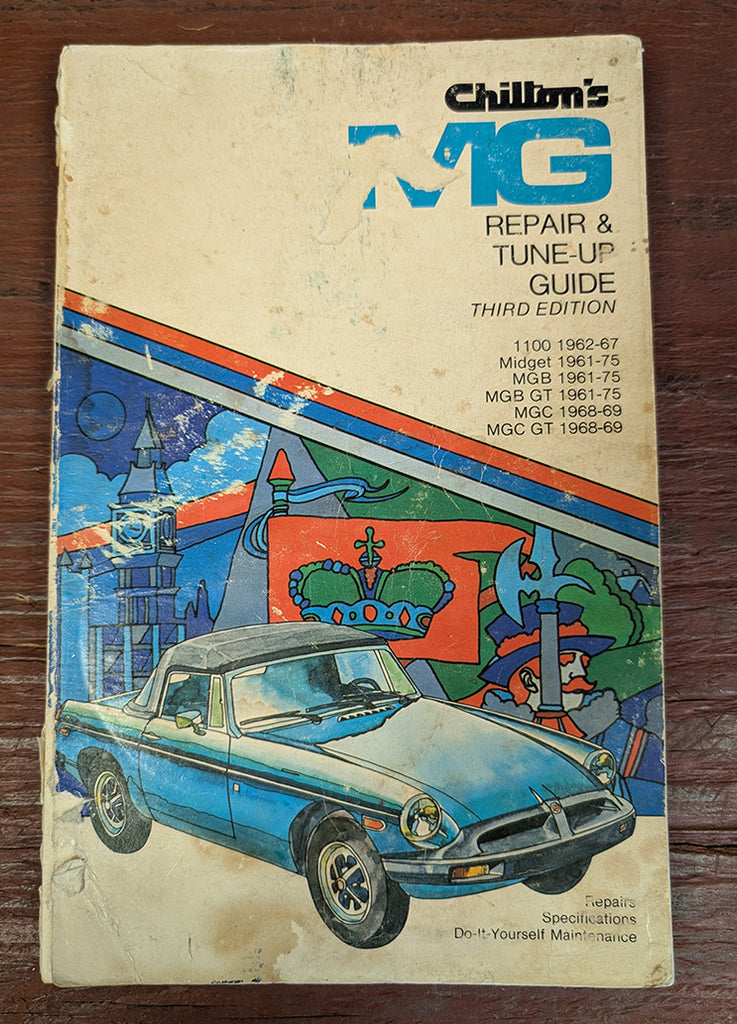 Chilton's
MG
REPAIR &
TUNE-UP
GUIDE
THIRD EDITION
1100 1962-67
Midget 1961-75
MGB 1961-75
MGB GT 1961-75
MGC 1968-69
MGC GT 1968-69
Repairs
Specifications
Do-It-Yourself Maintenance